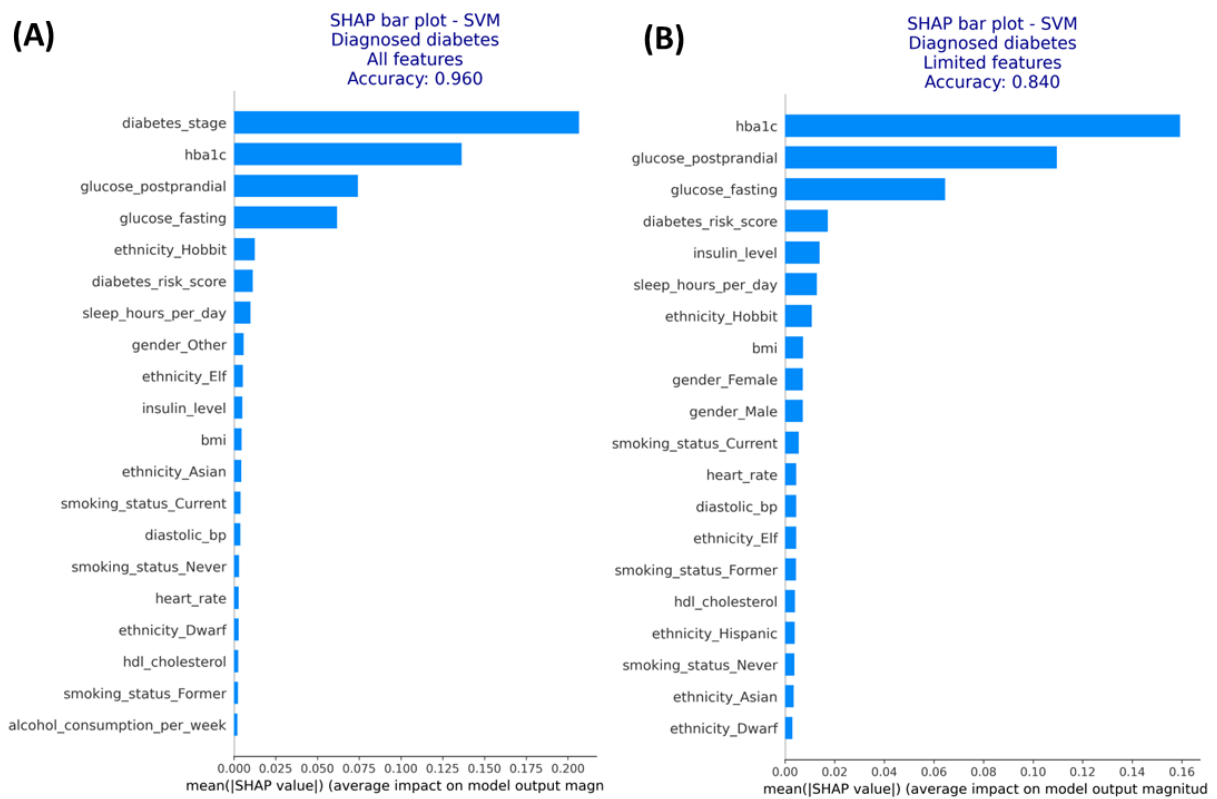 (A)
SHAP bar plot - SVM
Diagnosed diabetes
All features
Accuracy: 0.960
diabetes_stage
hba1c
glucose_postprandial
glucose_fasting
ethnicity_Hobbit
diabetes_risk_score
sleep_hours_per_day
gender_Other
ethnicity_Elf
insulin_level
bmi
ethnicity_Asian
smoking_status_Current
diastolic_bp
smoking_status_Never
heart_rate
ethnicity_Dwarf
hdl_cholesterol
smoking_status_Former
alcohol_consumption_per_week
0.000 0.025 0.050 0.075 0.100 0.125 0.150 0.175 0.200
mean(|SHAP value|) (average impact on model output magn
(B)
SHAP bar plot - SVM
Diagnosed diabetes
Limited features
Accuracy: 0.840
hba1c
glucose_postprandial
glucose_fasting
diabetes_risk_score
insulin_level
sleep_hours_per_day
ethnicity_Hobbit
bmi
gender_Female
gender_Male
smoking_status_Current
heart_rate
diastolic_bp
ethnicity_Elf
smoking_status_Former
hdl_cholesterol
ethnicity_Hispanic
smoking_status_Never
ethnicity_Asian
ethnicity_Dwarf
0.00 0.02 0.04 0.06 0.08 0.10 0.12 0.14 0.16
mean(|SHAP value|) (average impact on model output magnitud